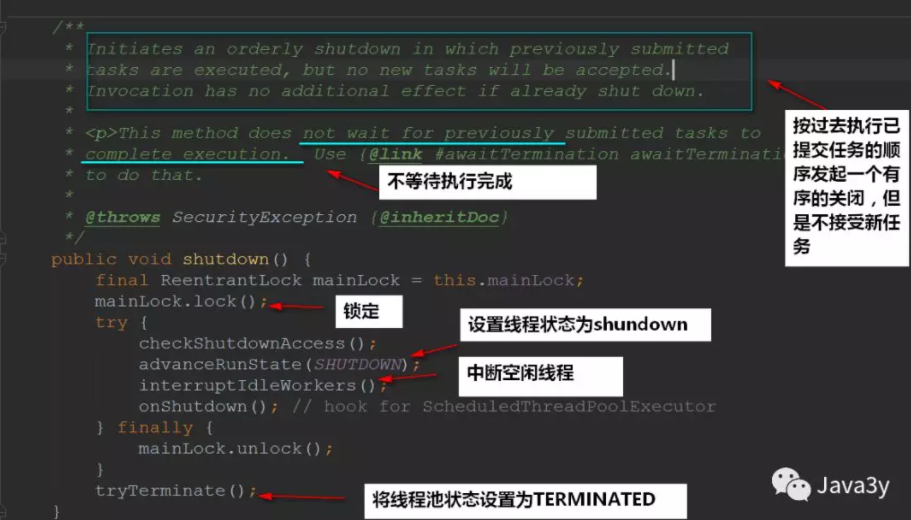 /**
* Initiates an orderly shutdown in which previously submitted
* tasks are executed, but no new tasks will be accepted.
* Invocation has no additional effect if already shut down.
*
* <p>This method does not wait for previously submitted tasks to
* complete execution.  Use {@link #awaitTermination awaitTerminati
* to do that.
*
* @throws SecurityException {@inheritDoc}
*/
按过去执行已
提交任务的顺
序发起一个有
序的关闭，但
是不接受新任
务
不等待执行完成
public void shutdown() {
final ReentrantLock mainLock = this.mainLock;
mainLock.lock();
锁定
try {
设置线程状态为shundown
checkShutdownAccess();
advanceRunState(SHUTDOWN);
中断空闲线程
interruptIdleWorkers();
onShutdown(); // hook for ScheduledThreadPoolExecutor
} finally {
mainLock.unlock();
}
tryTerminate();
将线程池状态设置为TERMINATED
}
Java3y